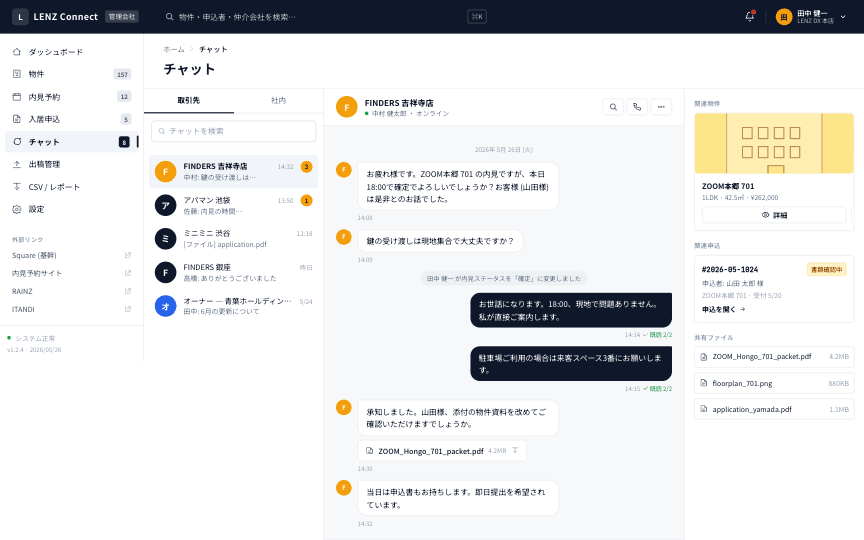 L LENZ Connect 管理会社
物件・申込者・仲介会社を検索…
⌘K
田 田中 健一
LENZ DX 本店
ダッシュボード
物件 157
内見予約 12
入居申込 5
チャット 8
出稿管理
CSV / レポート
設定
外部リンク
Square (基幹)
内見予約サイト
RAINZ
ITANDI
システム正常
v1.2.4 · 2026/05/26
ホーム > チャット
チャット
取引先 社内
チャットを検索
F FINDERS 吉祥寺店 14:32
中村: 鍵の受け渡しは… 3
ア アパマン 池袋 13:50
佐藤: 内見の時間… 1
ミ ミニミニ 渋谷 12:18
[ファイル] application.pdf
F FINDERS 銀座 昨日
高橋: ありがとうございました
オ オーナー — 青葉ホールディン… 5/24
田中: 6月の更新について
F FINDERS 吉祥寺店
中村 健太郎 • オンライン
2026年 5月 26日 (火)
F お疲れ様です。ZOOM本郷 701 の内見ですが、本日
18:00で確定でよろしいでしょうか？お客様 (山田様)
は是非とのお話でした。
14:08
F 鍵の受け渡しは現地集合で大丈夫ですか？
14:09
田中 健一 が内見ステータスを「確定」に変更しました
お世話になります。18:00、現地で問題ありません。
私が直接ご案内します。
14:14 ✓ 既読 2/2
駐車場ご利用の場合は来客スペース3番にお願いしま
す。
14:15 ✓ 既読 2/2
F 承知しました。山田様、添付の物件資料を改めてご
確認いただけますでしょうか。
ZOOM_Hongo_701_packet.pdf 4.2MB
14:30
F 当日は申込書もお持ちします。即日提出を希望され
ています。
14:32
関連物件
ZOOM本郷 701
1LDK · 42.5㎡ · ¥262,000
詳細
関連申込
#2026-05-1024 書類確認中
申込者: 山田 太郎 様
ZOOM本郷 701 · 受付 5/20
申込を開く →
共有ファイル
ZOOM_Hongo_701_packet.pdf 4.2MB
floorplan_701.png 880KB
application_yamada.pdf 1.1MB